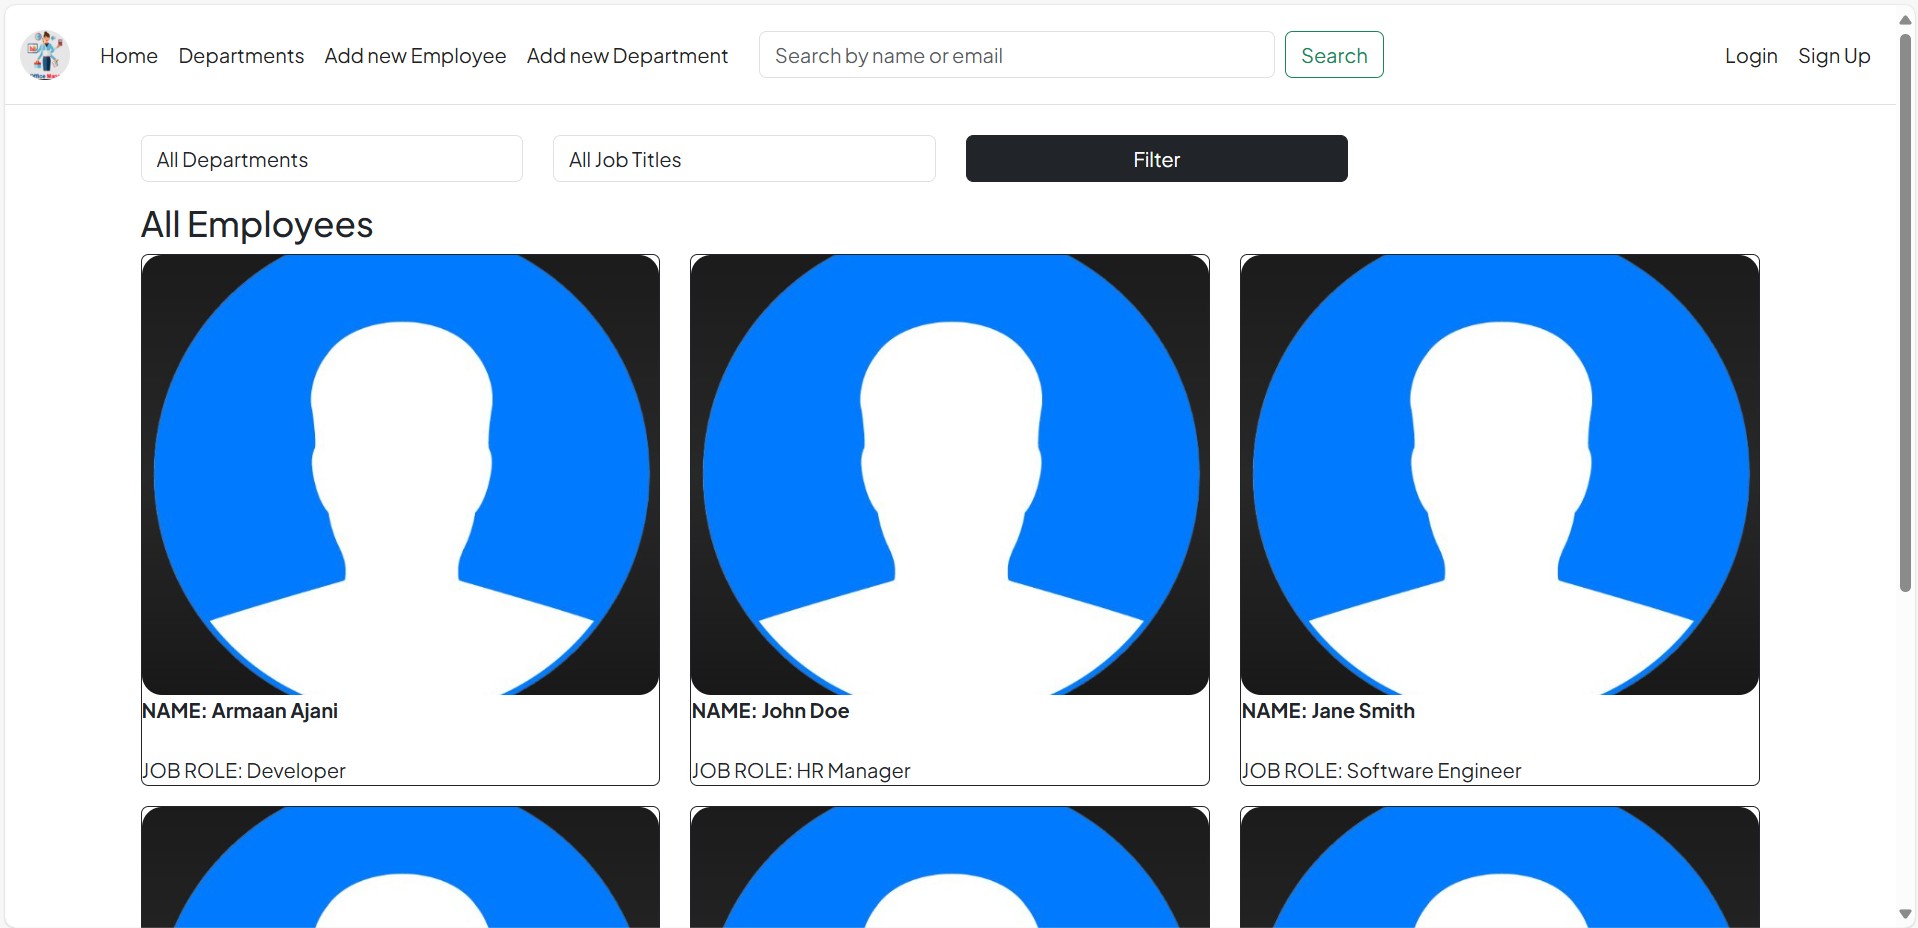 Home Departments Add new Employee Add new Department Search by name or email Search Login Sign Up
All Departments All Job Titles Filter
All Employees
NAME: Armaan Ajani
JOB ROLE: Developer
NAME: John Doe
JOB ROLE: HR Manager
NAME: Jane Smith
JOB ROLE: Software Engineer